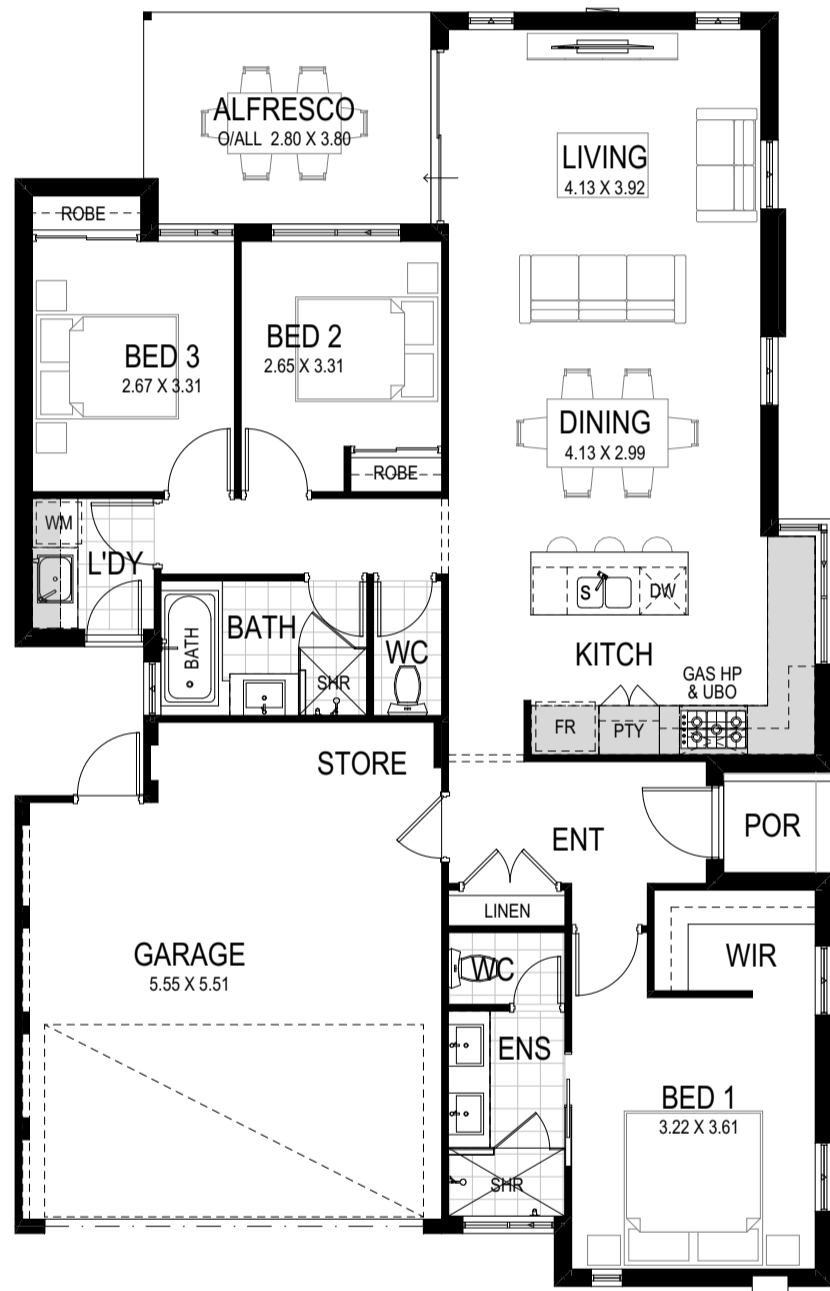 ALFRESCO
O/ALL 2.80 X 3.80
LIVING
4.13 X 3.92
ROBE
BED 3
2.67 X 3.31
BED 2
2.65 X 3.31
ROBE
DINING
4.13 X 2.99
WM
L'DY
BATH
BATH
SHR
WC
S
DW
KITCH
GAS HP
& UBO
FR
PTY
STORE
ENT
POR
LINEN
GARAGE
5.55 X 5.51
WC
WIR
ENS
BED 1
3.22 X 3.61
SHR